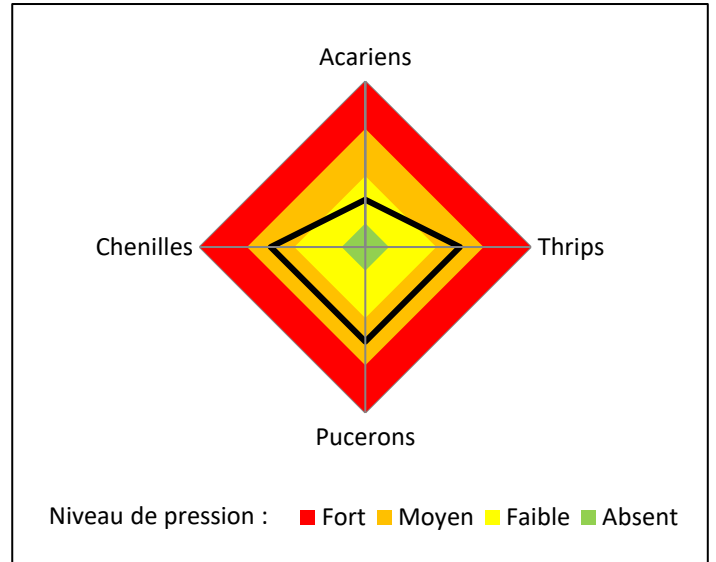 Acariens
Chenilles
Thrips
Pucerons
Niveau de pression : Fort Moyen Faible Absent